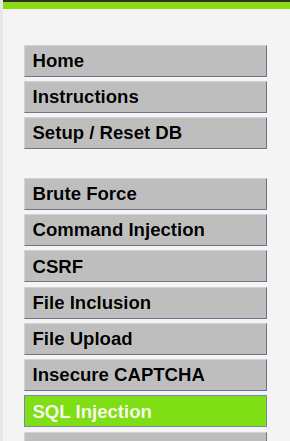 Home
Instructions
Setup / Reset DB
Brute Force
Command Injection
CSRF
File Inclusion
File Upload
Insecure CAPTCHA
SQL Injection